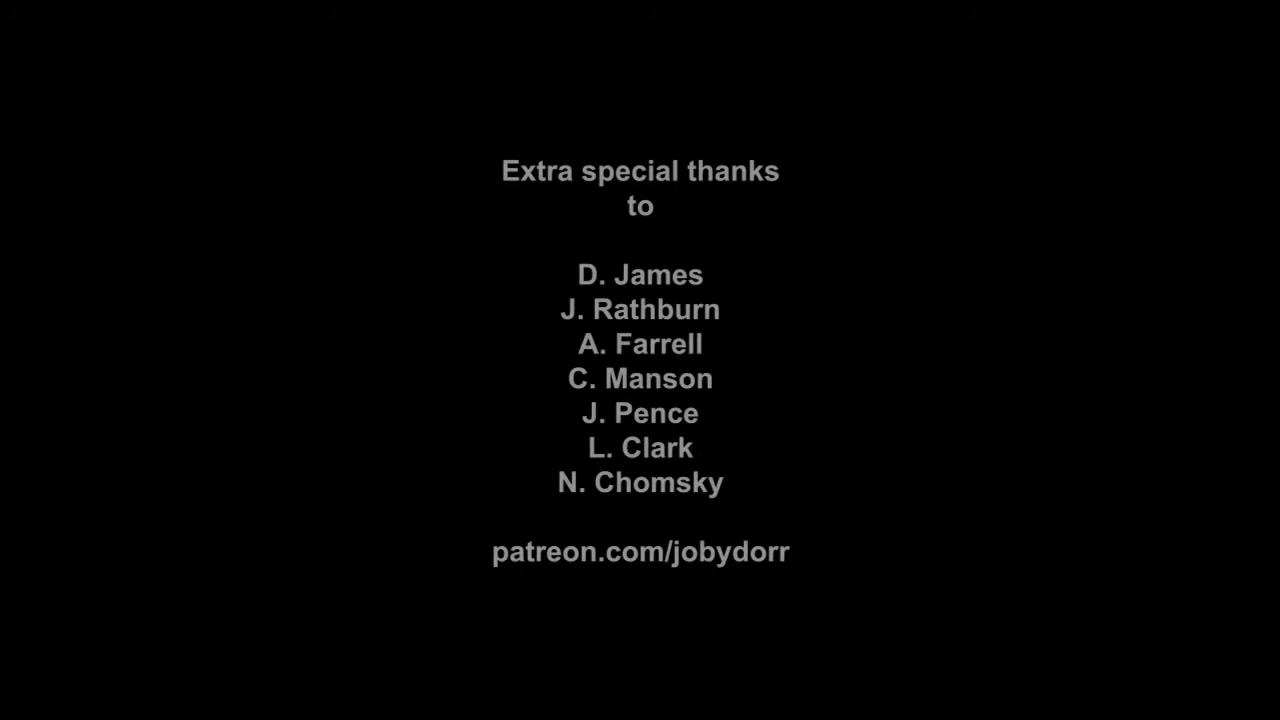 Extra special thanks
to
D. James
J. Rathburn
A. Farrell
C. Manson
J. Pence
L. Clark
N. Chomsky
patreon.com/jobydorr